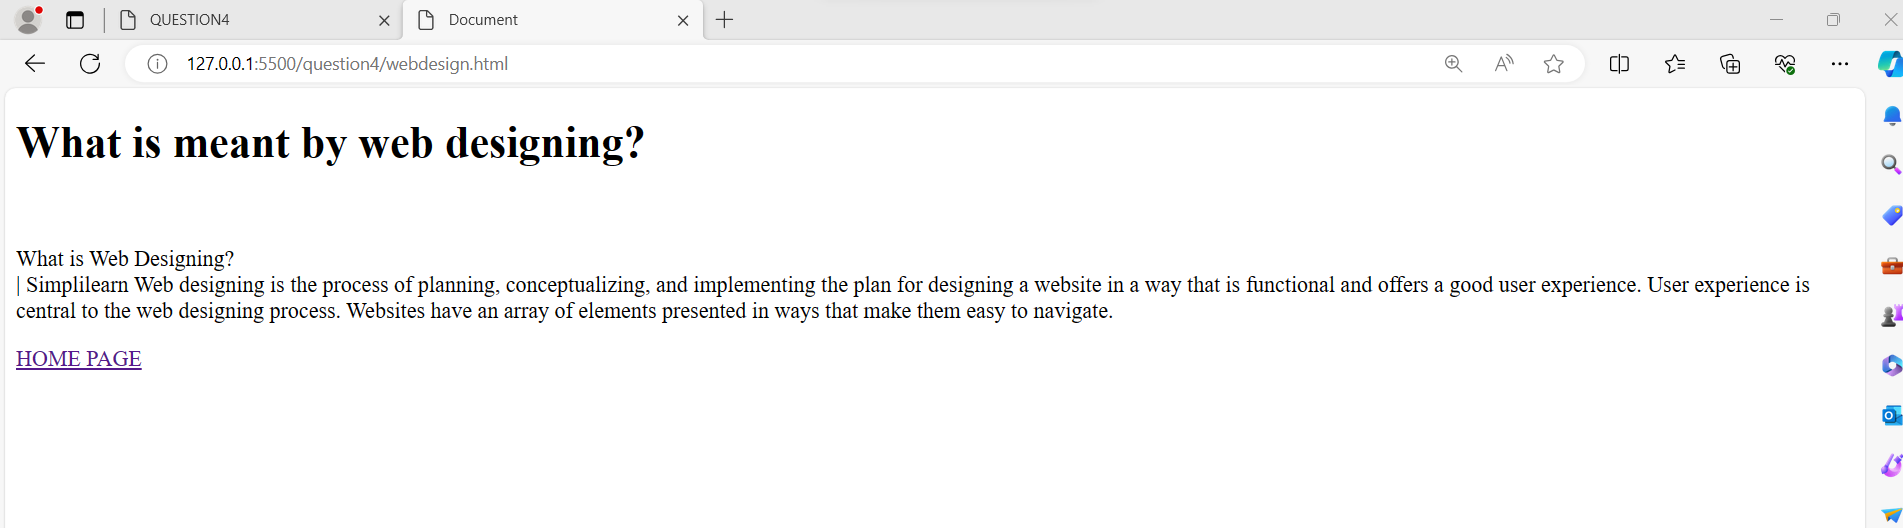 QUESTION4
Document
127.0.0.1:5500/question4/webdesign.html
What is meant by web designing?
What is Web Designing?
| Simplilearn Web designing is the process of planning, conceptualizing, and implementing the plan for designing a website in a way that is functional and offers a good user experience. User experience is
central to the web designing process. Websites have an array of elements presented in ways that make them easy to navigate.
HOME PAGE